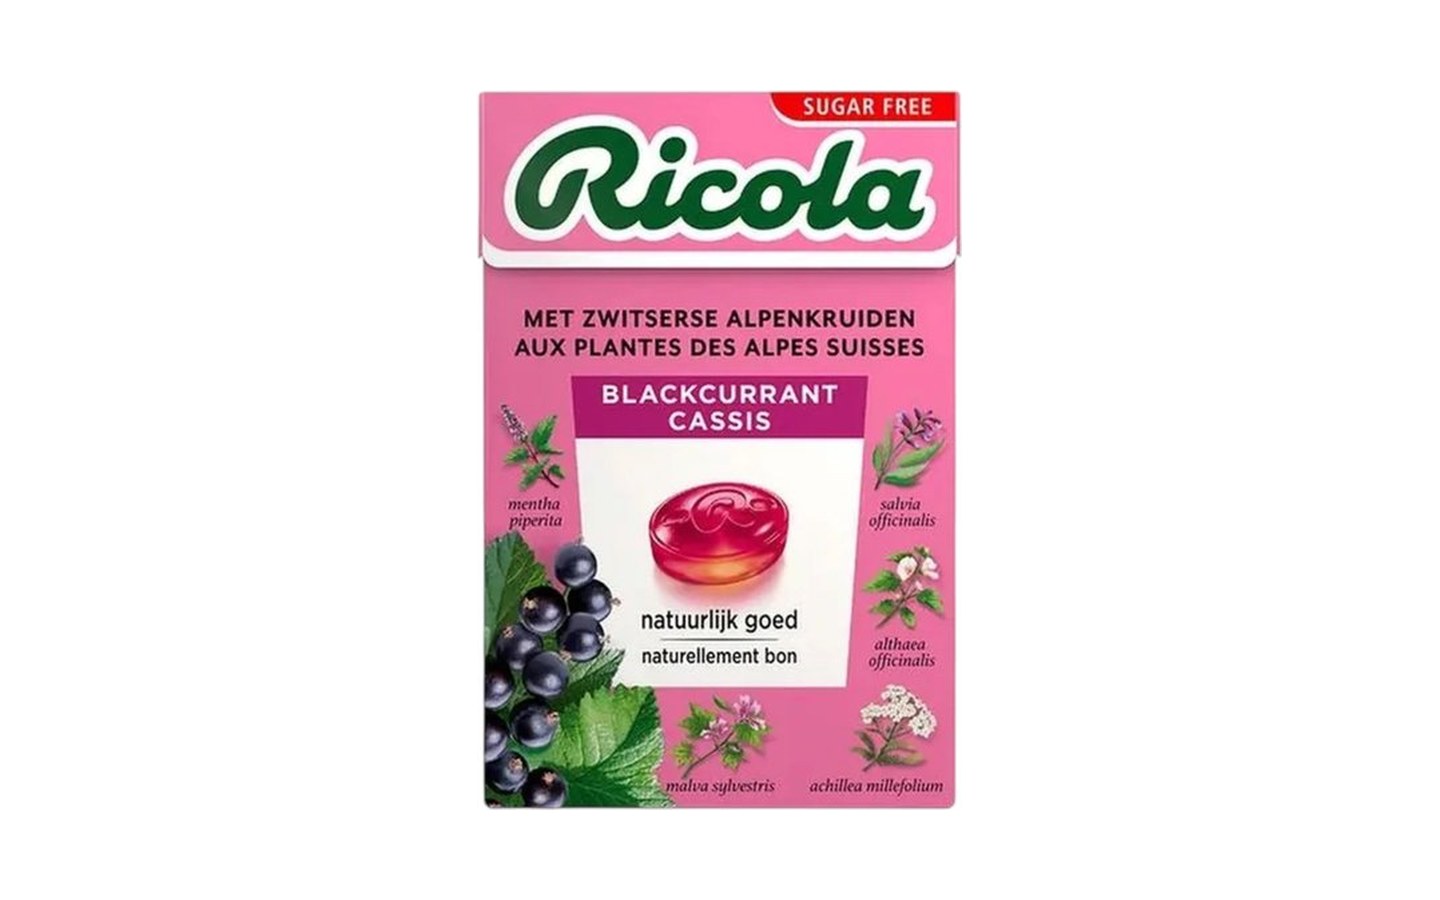 SUGAR FREE
Ricola
MET ZWITSERSE ALPENKRUIDEN
AUX PLANTES DES ALPES SUISSES
BLACKCURRANT
CASSIS
mentha
piperita
salvia
officinalis
natuurlijk goed
naturellement bon
althaea
officinalis
malva sylvestris
achillea millefolium